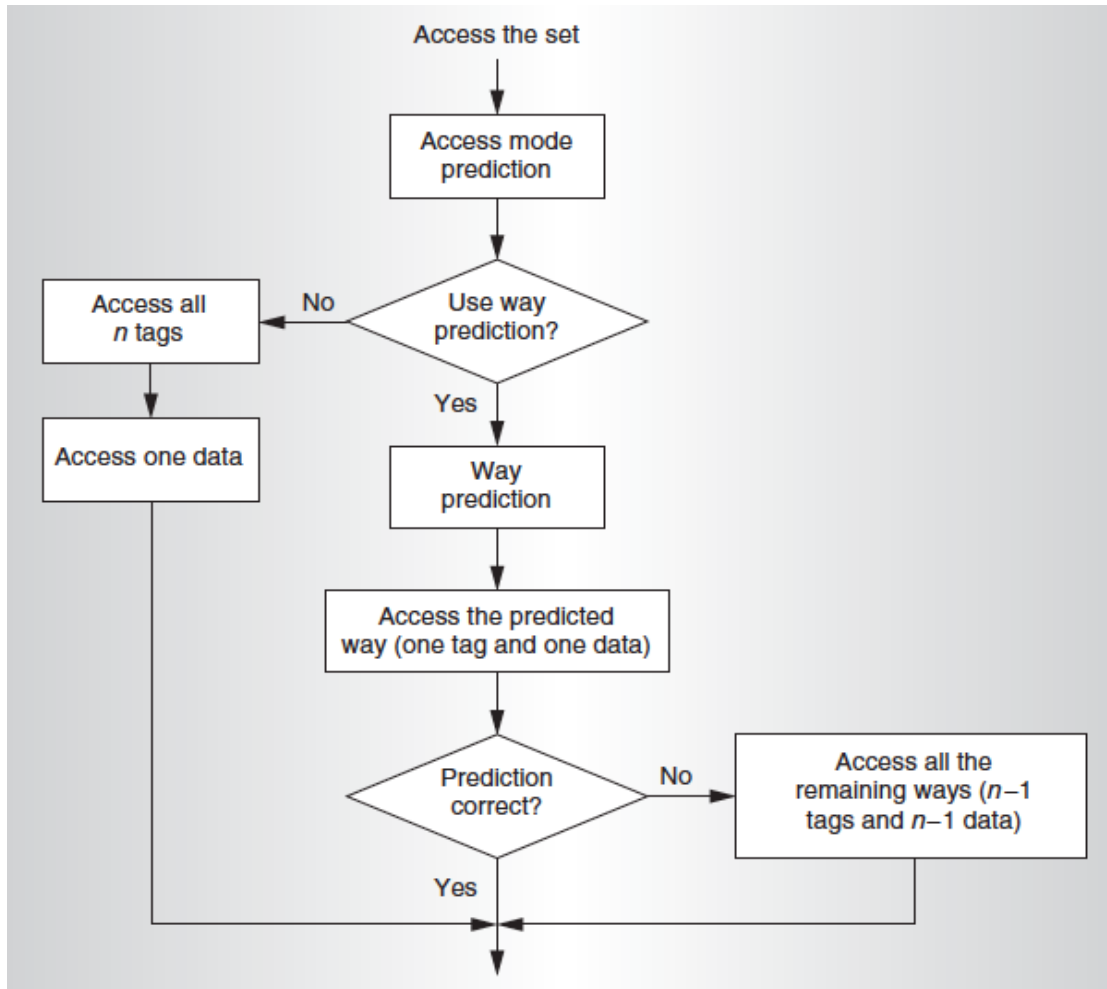 Access the set
Access mode
prediction
Use way
prediction?
No
Access all
n tags
Access one data
Yes
Way
prediction
Access the predicted
way (one tag and one data)
Prediction
correct?
No
Access all the
remaining ways (n–1
tags and n–1 data)
Yes